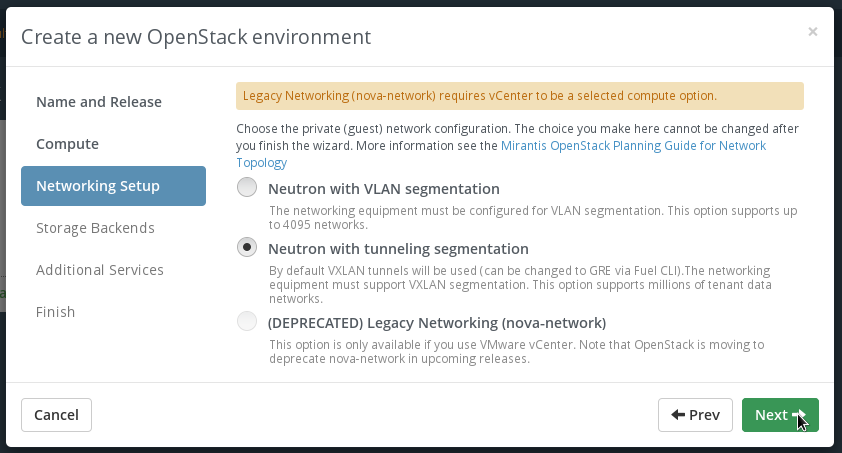 Create a new OpenStack environment
×
Name and Release
Compute
Networking Setup
Storage Backends
Additional Services
Finish
Legacy Networking (nova-network) requires vCenter to be a selected compute option.
Choose the private (guest) network configuration. The choice you make here cannot be changed after
you finish the wizard. More information see the Mirantis OpenStack Planning Guide for Network
Topology
Neutron with VLAN segmentation
The networking equipment must be configured for VLAN segmentation. This option supports up
to 4095 networks.
Neutron with tunneling segmentation
By default VXLAN tunnels will be used (can be changed to GRE via Fuel CLI).The networking
equipment must support VXLAN segmentation. This option supports millions of tenant data
networks.
(DEPRECATED) Legacy Networking (nova-network)
This option is only available if you use VMware vCenter. Note that OpenStack is moving to
deprecate nova-network in upcoming releases.
Cancel
Prev
Next